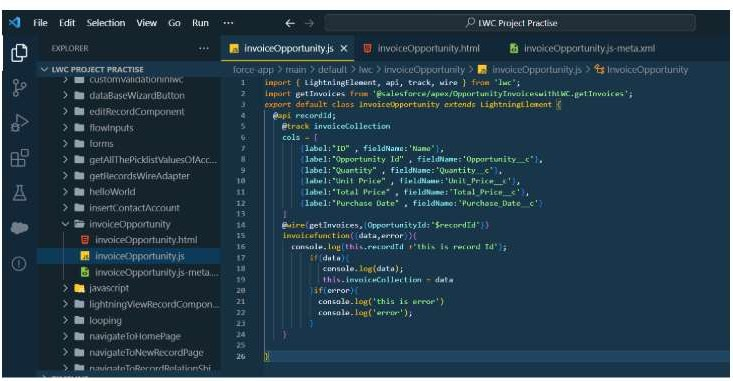 File Edit Selection View Go Run ··· ← → LWC Project Practise
EXPLORER ···
invoiceOpportunity.js × invoiceOpportunity.html invoiceOpportunity.js-meta.xml
LWC PROJECT PRACTISE
force-app > main > default > lwc > invoiceOpportunity > invoiceOpportunity.js > InvoiceOpportunity
customValidationInlwc
dataBaseWizardButton
editRecordComponent
flowInputs
forms
getAllThePicklistValuesOfAcc...
getRecordsWireAdapter
helloWorld
insertContactAccount
invoiceOpportunity
invoiceOpportunity.html
invoiceOpportunity.js
invoiceOpportunity.js-meta....
javascript
lightningViewRecordCompon...
looping
navigateToHomePage
navigateToNewRecordPage
navigateToRecordRelationShi...
1 import { LightningElement, api, track, wire } from 'lwc';
2 import getInvoices from '@salesforce/apex/OpportunityInvoiceswithLWC.getInvoices';
3 export default class invoiceOpportunity extends LightningElement {
4 @api recordId;
5 @track invoiceCollection
6 cols = [
7 {label:"ID" , fieldName:'Name'},
8 {label:"Opportunity Id" , fieldName:'Opportunity__c'},
9 {label:"Quantity" , fieldName:'Quantity__c'},
10 {label:"Unit Price" , fieldName:'Unit_Price__c'},
11 {label:"Total Price" , fieldName:'Total_Price__c'},
12 {label:"Purchase Date" , fieldName:'Purchase_Date__c'}
13 ]
14 @wire(getInvoices,{OpportunityId:"$recordId"})
15 invoicefunction({data,error}){
16 console.log(this.recordId +'this is record Id');
17 if(data){
18 console.log(data);
19 this.invoiceCollection = data
20 }if(error){
21 console.log('this is error')
22 console.log('error');
23 }
24 }
25
26 }